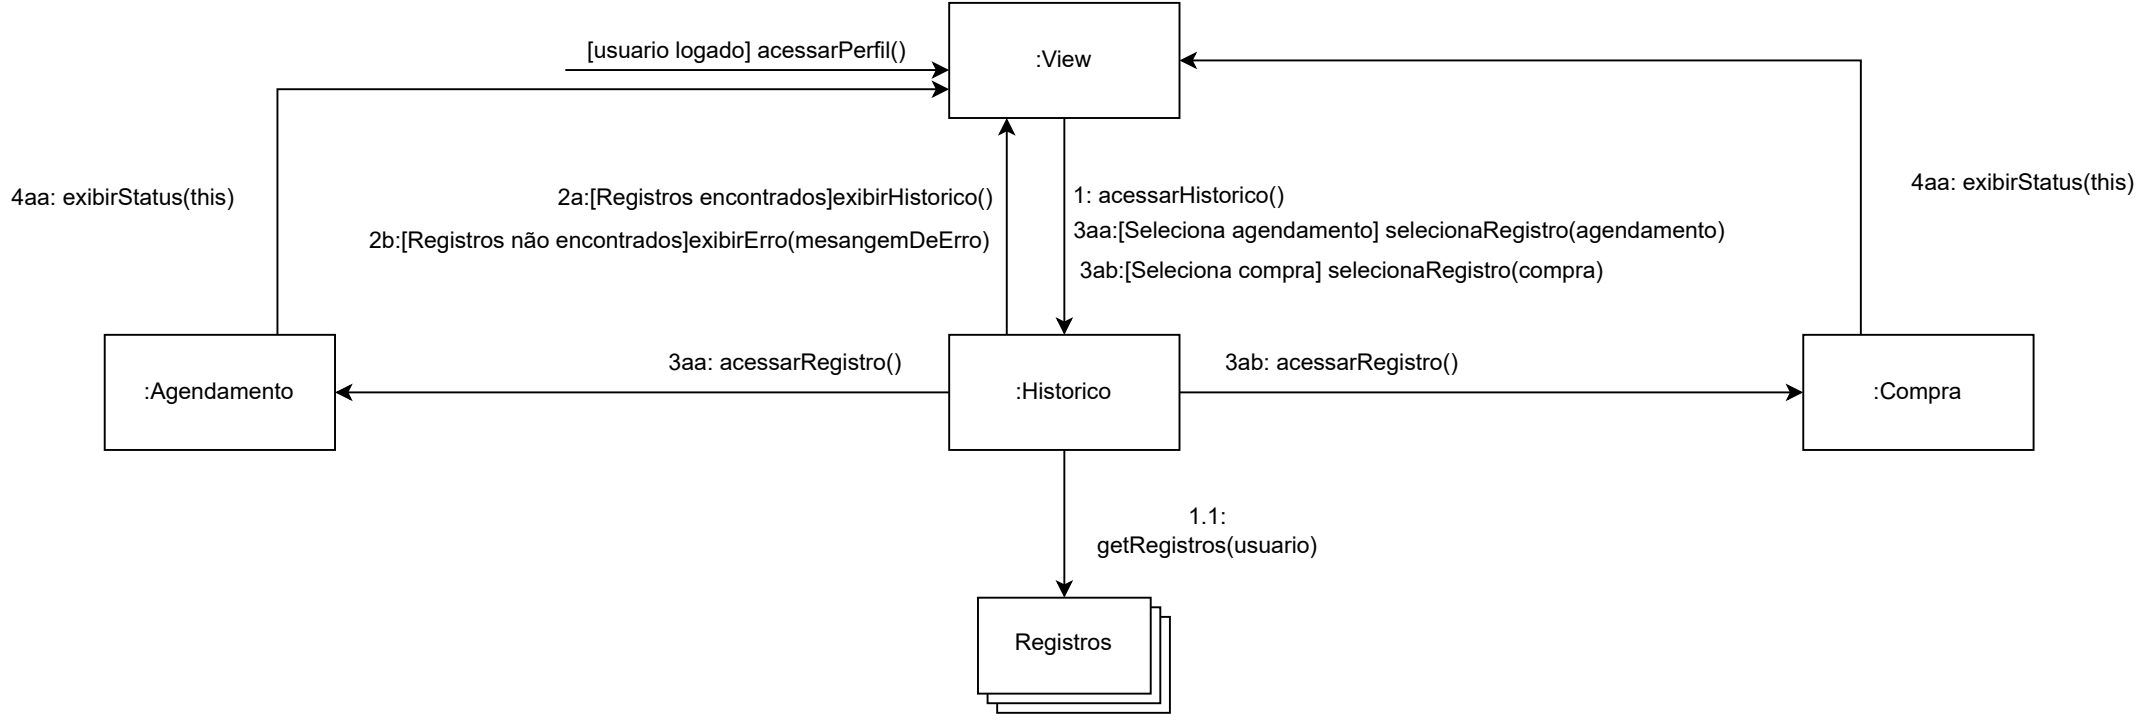 [usuario logado] acessarPerfil()
:View
4aa: exibirStatus(this)
2a:[Registros encontrados]exibirHistorico()
2b:[Registros não encontrados]exibirErro(mesangemDeErro)
1: acessarHistorico()
3aa:[Seleciona agendamento] selecionaRegistro(agendamento)
3ab:[Seleciona compra] selecionaRegistro(compra)
4aa: exibirStatus(this)
:Agendamento
3aa: acessarRegistro()
:Historico
3ab: acessarRegistro()
:Compra
1.1:
getRegistros(usuario)
Registros